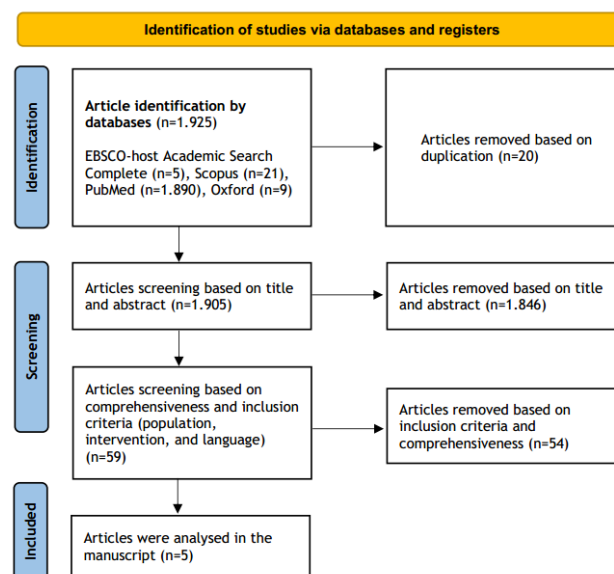 Identification of studies via databases and registers
Identification
Article identification by
databases (n=1.925)
EBSCO-host Academic Search
Complete (n=5), Scopus (n=21),
PubMed (n=1.890), Oxford (n=9)
Articles removed based on
duplication (n=20)
Screening
Articles screening based on title
and abstract (n=1.905)
Articles removed based on title
and abstract (n=1.846)
Articles screening based on
comprehensiveness and inclusion
criteria (population,
intervention, and language)
(n=59)
Articles removed based on
inclusion criteria and
comprehensiveness (n=54)
Included
Articles were analysed in the
manuscript (n=5)